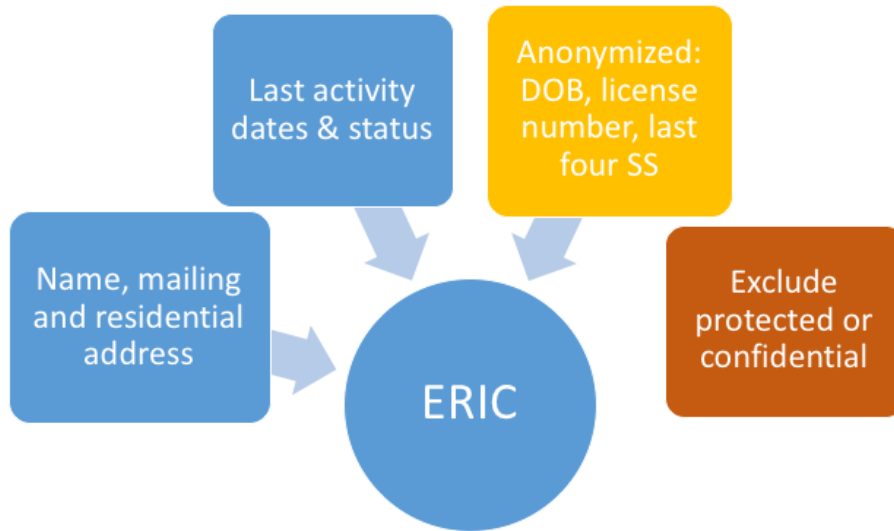 Name, mailing
and residential
address
Last activity
dates & status
Anonymized:
DOB, license
number, last
four SS
Exclude
protected or
confidential
ERIC